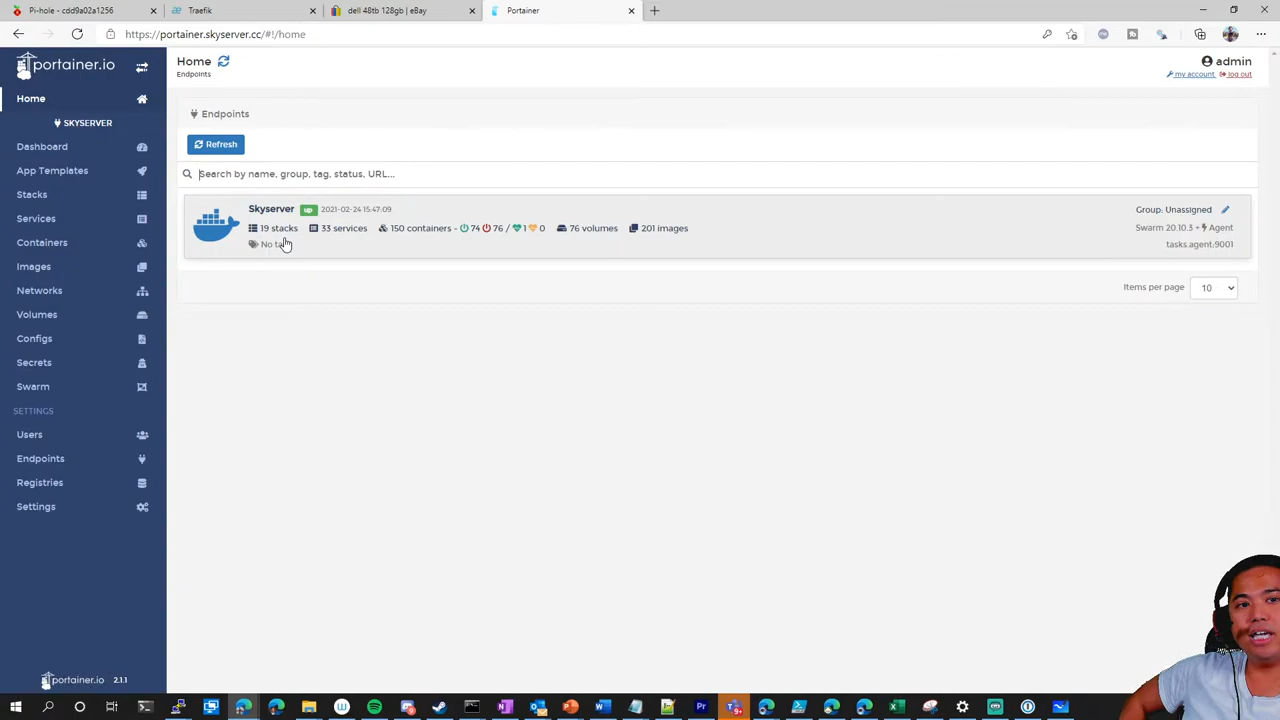 Pi-hole - cdd9a02a1256
Traefik
dell 48tb 128gb | eBay
Portainer
https://portainer.skyserver.cc/#!/home
portainer.io
Home
SKYSERVER
Dashboard
App Templates
Stacks
Services
Containers
Images
Networks
Volumes
Configs
Secrets
Swarm
SETTINGS
Users
Endpoints
Registries
Settings
portainer.io 2.1.1
Home
Endpoints
admin
my account log out
Endpoints
Refresh
Search by name, group, tag, status, URL...
Skyserver up 2021-02-24 15:47:09
19 stacks 33 services 150 containers - 74 76 / 1 0 76 volumes 201 images
No
Group: Unassigned
Swarm 20.10.3 + Agent
tasks.agent:9001
Items per page 10